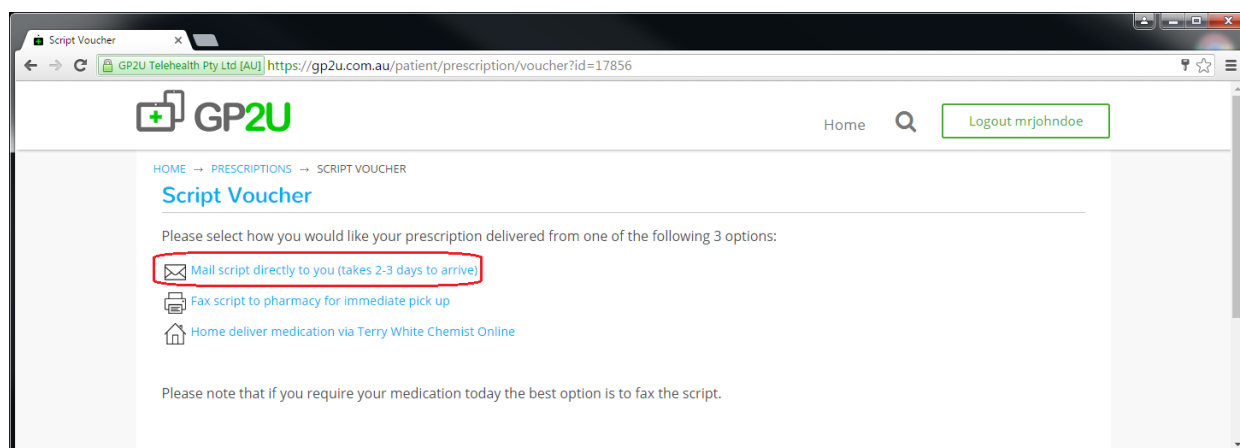 Script Voucher
GP2U Telehealth Pty Ltd [AU] https://gp2u.com.au/patient/prescription/voucher?id=17856
GP2U
Home
Logout mrjohndoe
HOME → PRESCRIPTIONS → SCRIPT VOUCHER
Script Voucher
Please select how you would like your prescription delivered from one of the following 3 options:
Mail script directly to you (takes 2-3 days to arrive)
Fax script to pharmacy for immediate pick up
Home deliver medication via Terry White Chemist Online
Please note that if you require your medication today the best option is to fax the script.